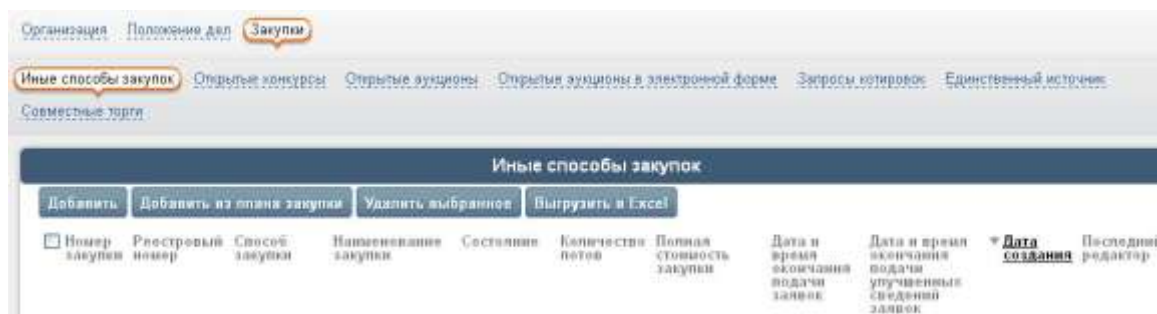 Организация Положение дел Закупки
Иные способы закупок Открытые конкурсы Открытые аукционы Открытые аукционы в электронной форме Запросы котировок Единственный источник
Совместные торги
Иные способы закупок
Добавить Добавить из плана закупки Удалить выбранное Выгрузить в Excel
Номер закупки Реестровый номер Способ закупки Наименование закупки Состояние Количество лотов Полная стоимость закупки Дата и время окончания подачи заявок Дата и время окончания подачи улучшенных сведений заявок Дата создания Последний редактор